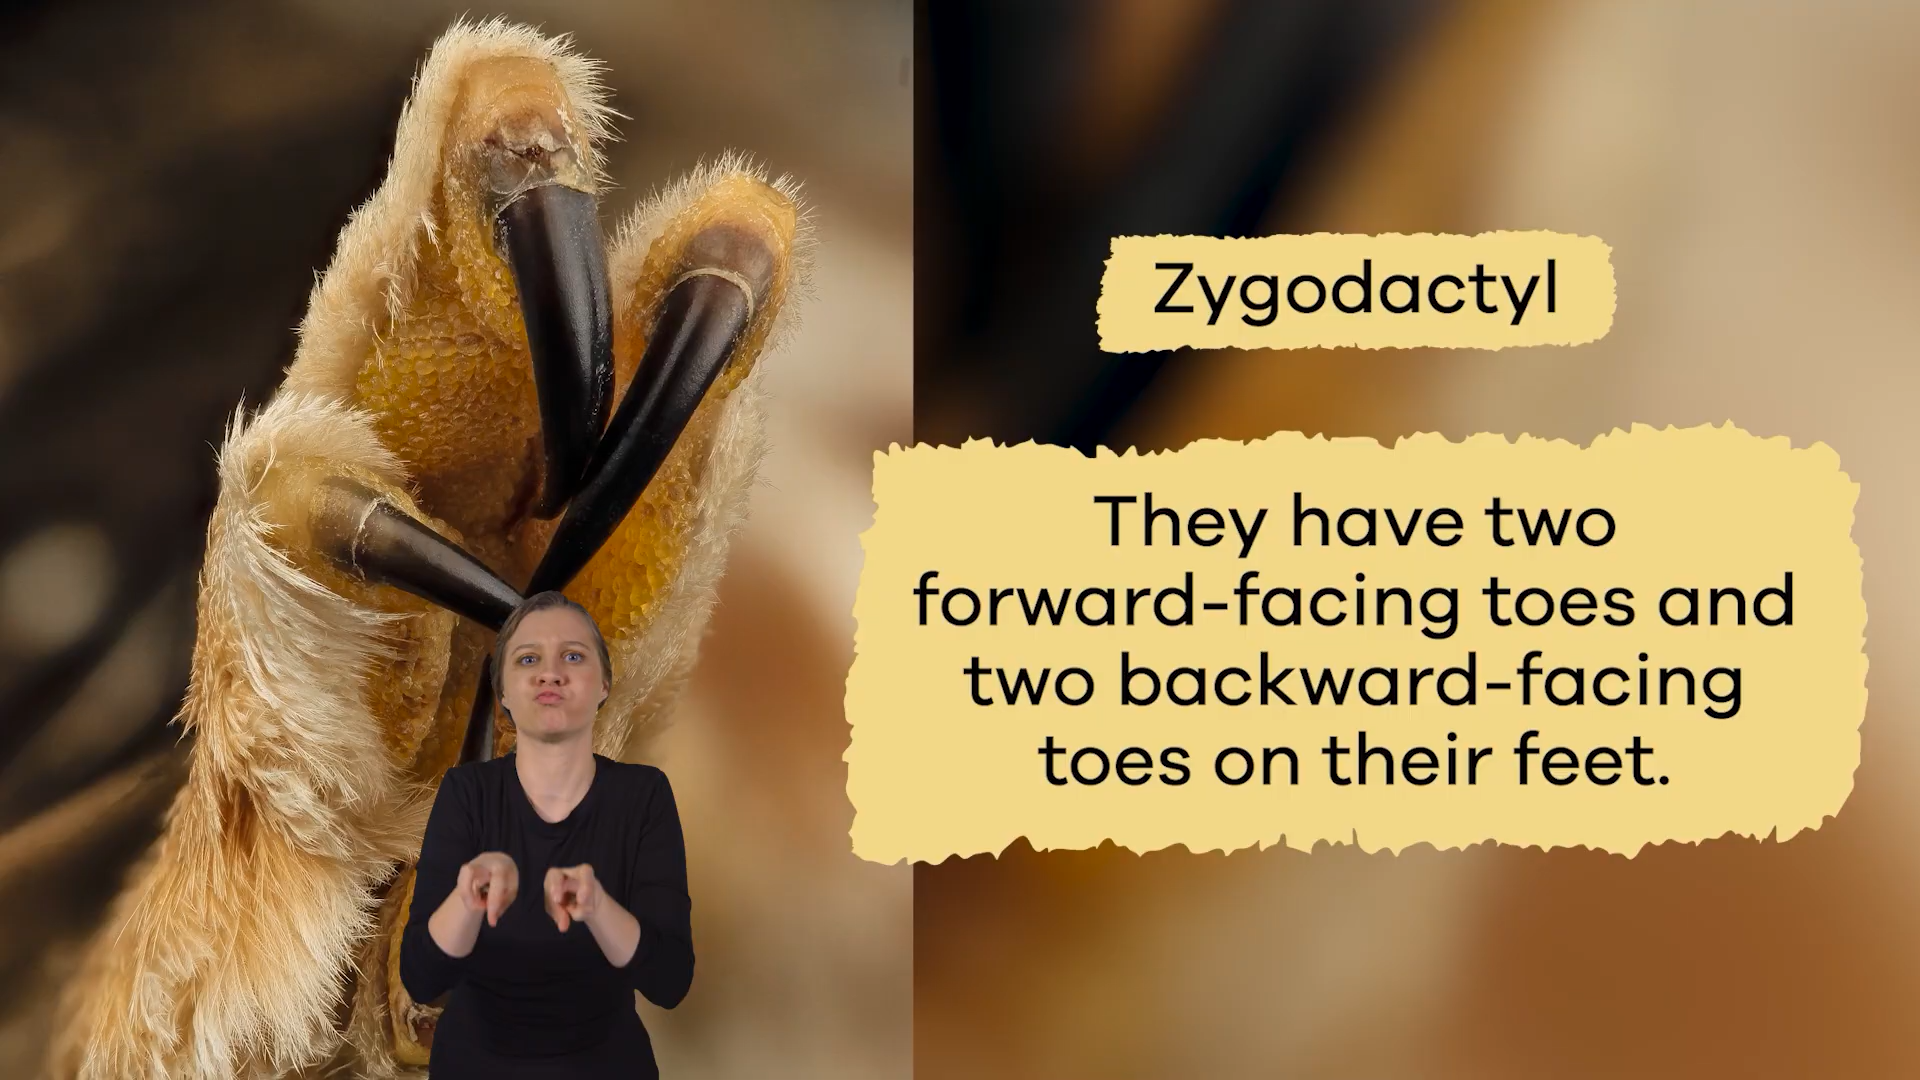 Zygodactyl
They have two
forward-facing toes and
two backward-facing
toes on their feet.